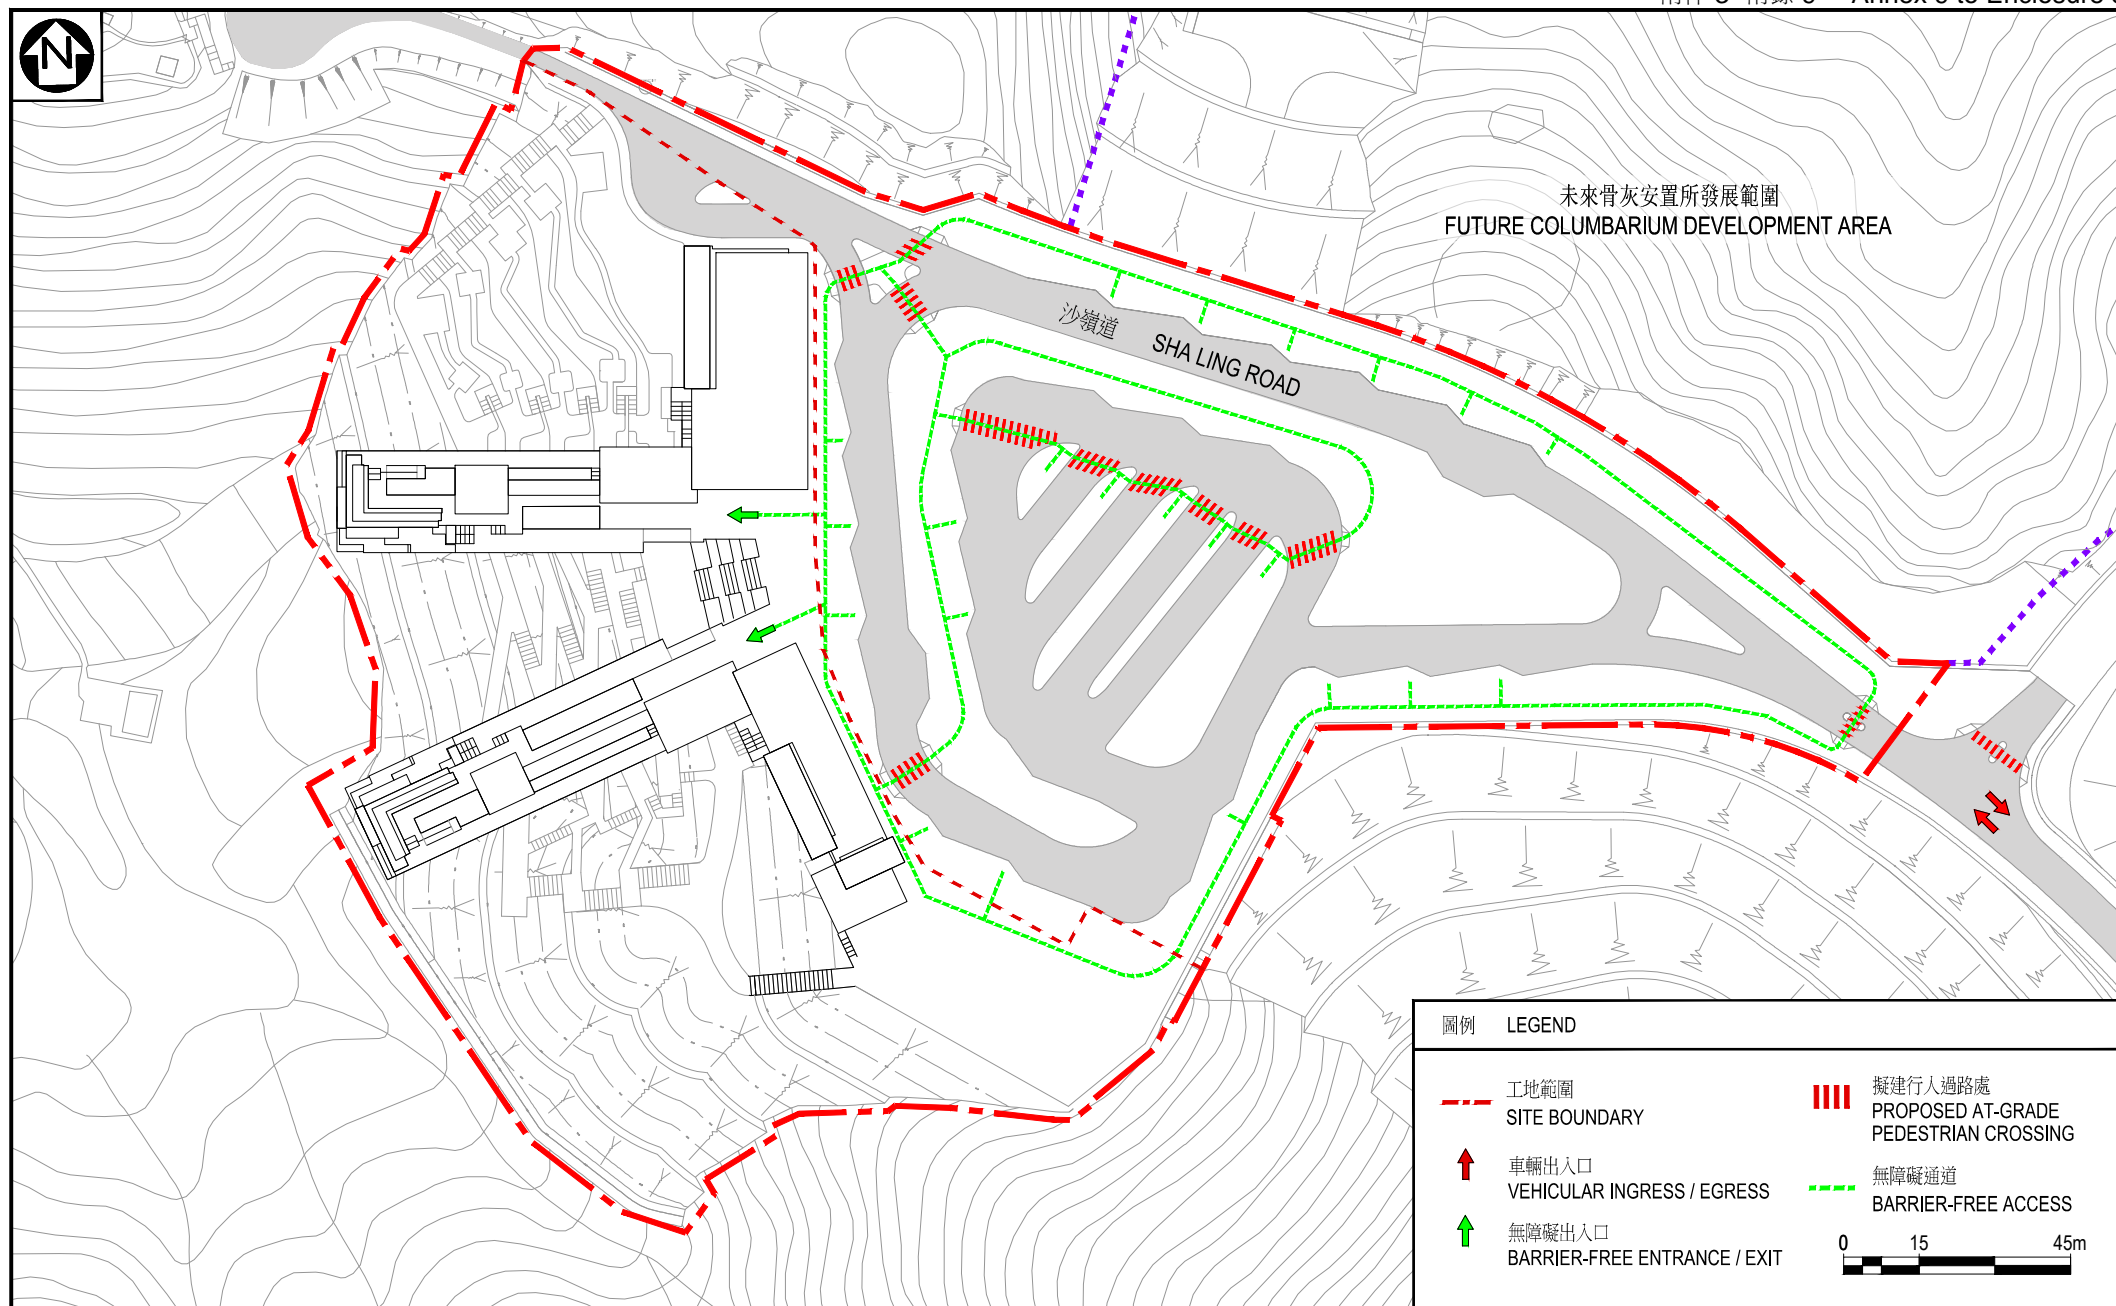 N
未來骨灰安置所發展範圍
FUTURE COLUMBARIUM DEVELOPMENT AREA
沙嶺道 SHA LING ROAD
圖例 LEGEND
工地範圍
SITE BOUNDARY
車輛出入口
VEHICULAR INGRESS / EGRESS
無障礙出入口
BARRIER-FREE ENTRANCE / EXIT
擬建行人過路處
PROPOSED AT-GRADE
PEDESTRIAN CROSSING
無障礙通道
BARRIER-FREE ACCESS
0 15 45m